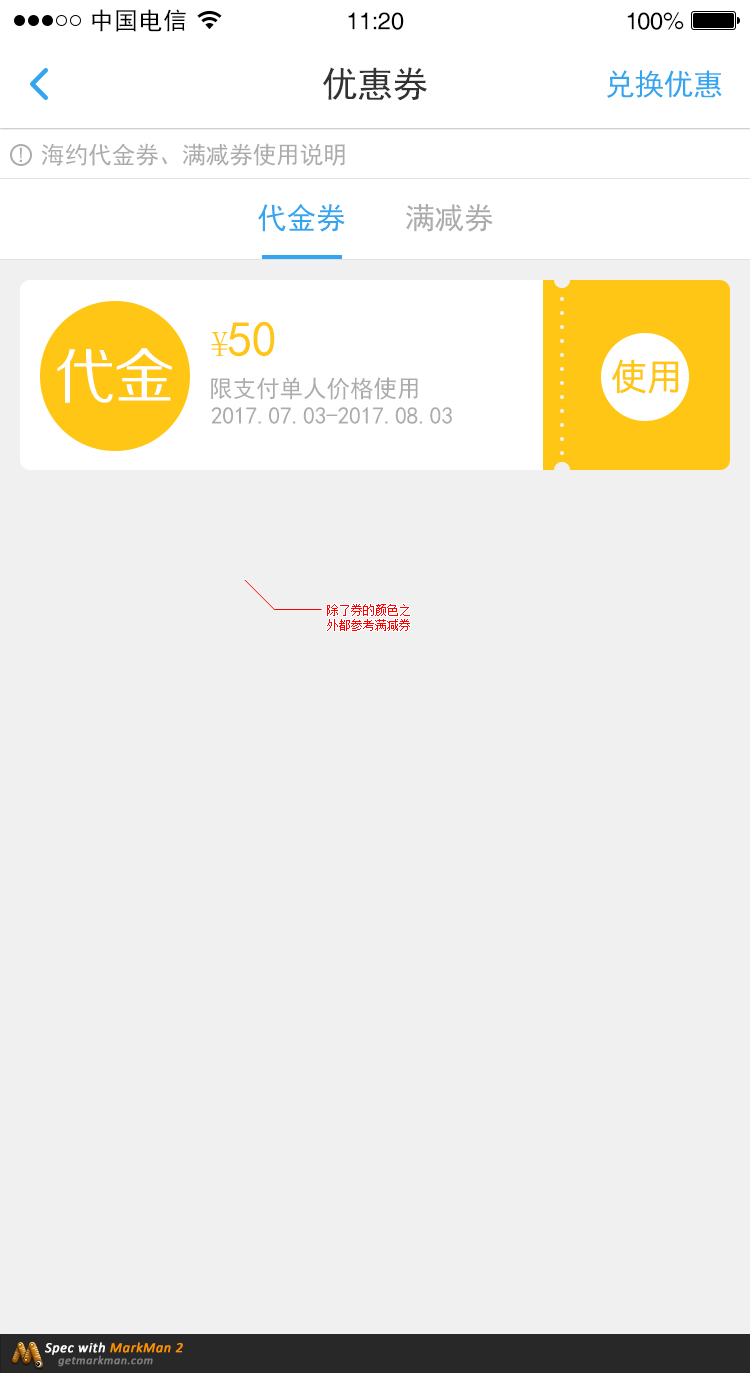 中国电信 11:20 100%
优惠券 兑换优惠
海约代金券、满减券使用说明
代金券 满减券
代金
¥50
限支付单人价格使用
2017.07.03-2017.08.03
使用
除了券的颜色之
外都参考满减券
Spec with MarkMan 2
getmarkman.com